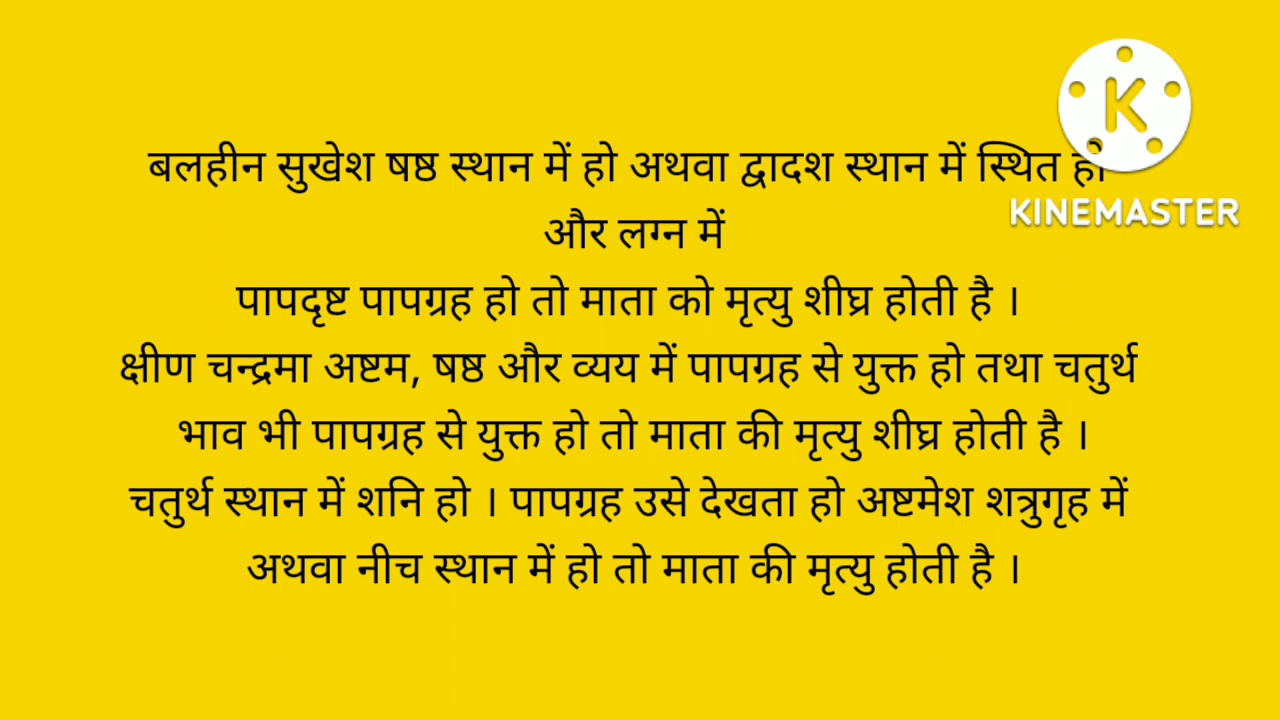 बलहीन सुखेश षष्ठ स्थान में हो अथवा द्वादश स्थान में स्थित हो
और लग्न में
पापदृष्ट पापग्रह हो तो माता को मृत्यु शीघ्र होती है ।
क्षीण चन्द्रमा अष्टम, षष्ठ और व्यय में पापग्रह से युक्त हो तथा चतुर्थ
भाव भी पापग्रह से युक्त हो तो माता की मृत्यु शीघ्र होती है ।
चतुर्थ स्थान में शनि हो । पापग्रह उसे देखता हो अष्टमेश शत्रुगृह में
अथवा नीच स्थान में हो तो माता की मृत्यु होती है ।
K
KINEMASTER